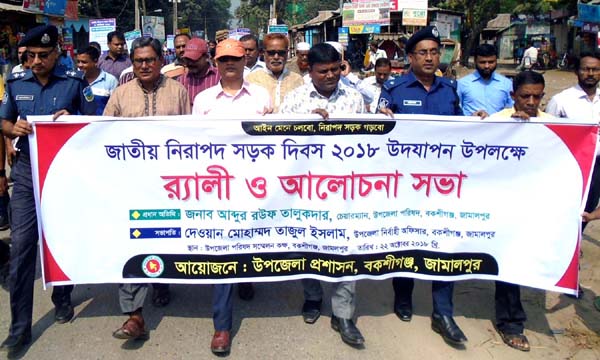 আইন মেনে চলবো, নিরাপদ সড়ক গড়বো
জাতীয় নিরাপদ সড়ক দিবস ২০১৮ উদযাপন উপলক্ষে
র‌্যালী ও আলোচনা সভা
প্রধান অতিথি : জনাব আব্দুর রউফ তালুকদার, চেয়ারম্যান, উপজেলা পরিষদ, বকশীগঞ্জ, জামালপুর
সভাপতি : দেওয়ান মোহাম্মদ তাজুল ইসলাম, উপজেলা নির্বাহী অফিসার, বকশীগঞ্জ, জামালপুর
স্থান : উপজেলা পরিষদ সম্মেলন কক্ষ, বকশীগঞ্জ, জামালপুর । তারিখ : ২২ অক্টোবর ২০১৮ খ্রি.
আয়োজনে : উপজেলা প্রশাসন, বকশীগঞ্জ, জামালপুর